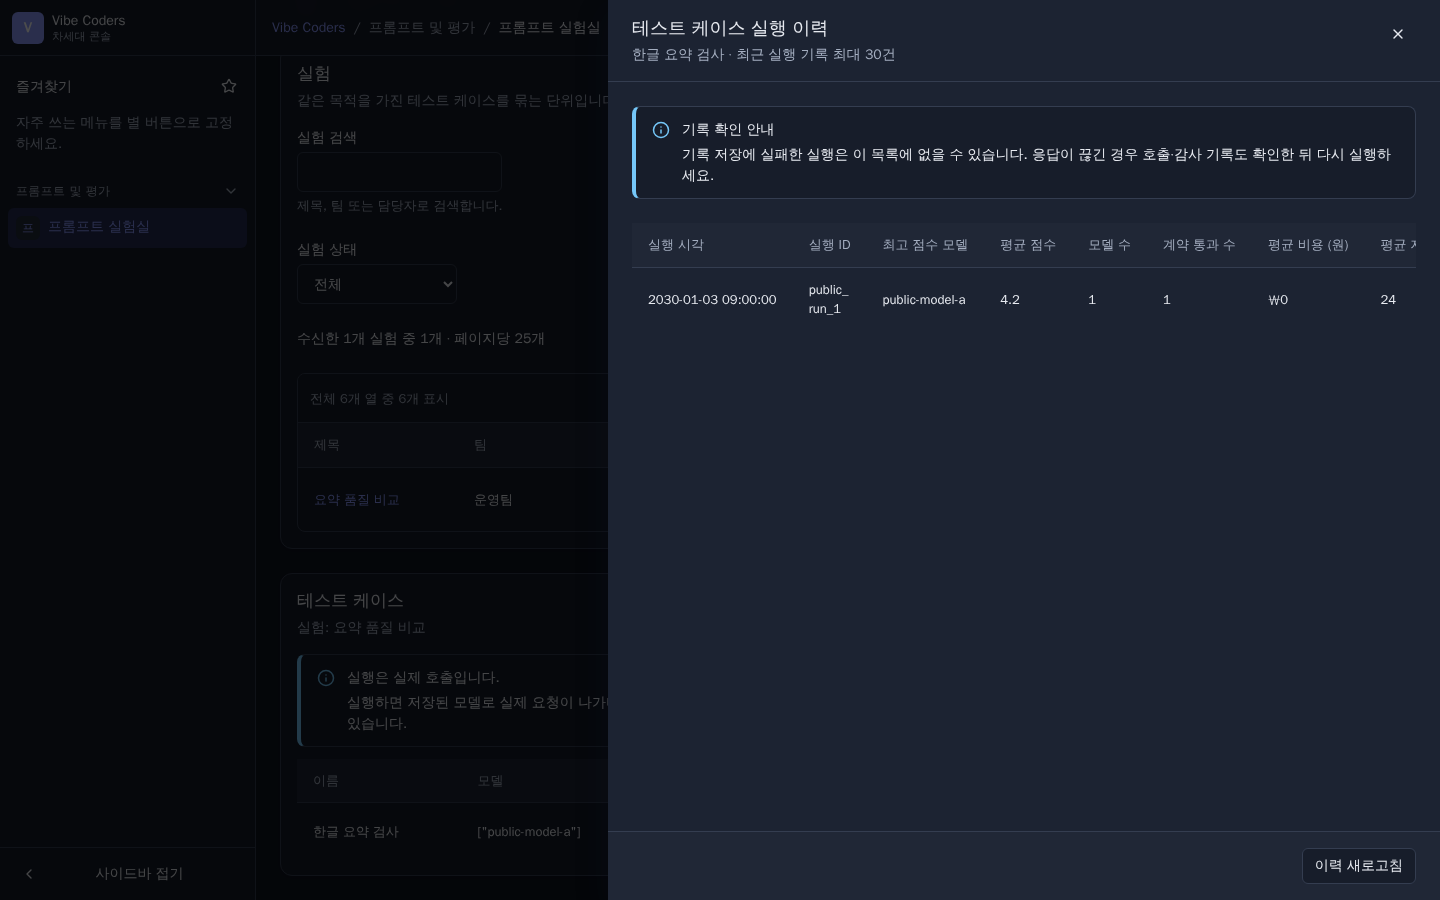 V
Vibe Coders
차세대 콘솔
즐겨찾기
자주 쓰는 메뉴를 별 버튼으로 고정
하세요.
프롬프트 및 평가
프 프롬프트 실험실
사이드바 접기
Vibe Coders / 프롬프트 및 평가 / 프롬프트 실험실
실험
같은 목적을 가진 테스트 케이스를 묶는 단위입니다
실험 검색
제목, 팀 또는 담당자로 검색합니다.
실험 상태
전체
수신한 1개 실험 중 1개 · 페이지당 25개
전체 6개 열 중 6개 표시
제목 팀
요약 품질 비교 운영팀
테스트 케이스
실험: 요약 품질 비교
실행은 실제 호출입니다.
실행하면 저장된 모델로 실제 요청이 나가
있습니다.
이름 모델
한글 요약 검사 ["public-model-a"]
테스트 케이스 실행 이력
한글 요약 검사 · 최근 실행 기록 최대 30건
기록 확인 안내
기록 저장에 실패한 실행은 이 목록에 없을 수 있습니다. 응답이 끊긴 경우 호출·감사 기록도 확인한 뒤 다시 실행하
세요.
실행 시각 실행 ID 최고 점수 모델 평균 점수 모델 수 계약 통과 수 평균 비용 (원) 평균
2030-01-03 09:00:00 public_run_1 public-model-a 4.2 1 1 ₩0 24
이력 새로고침